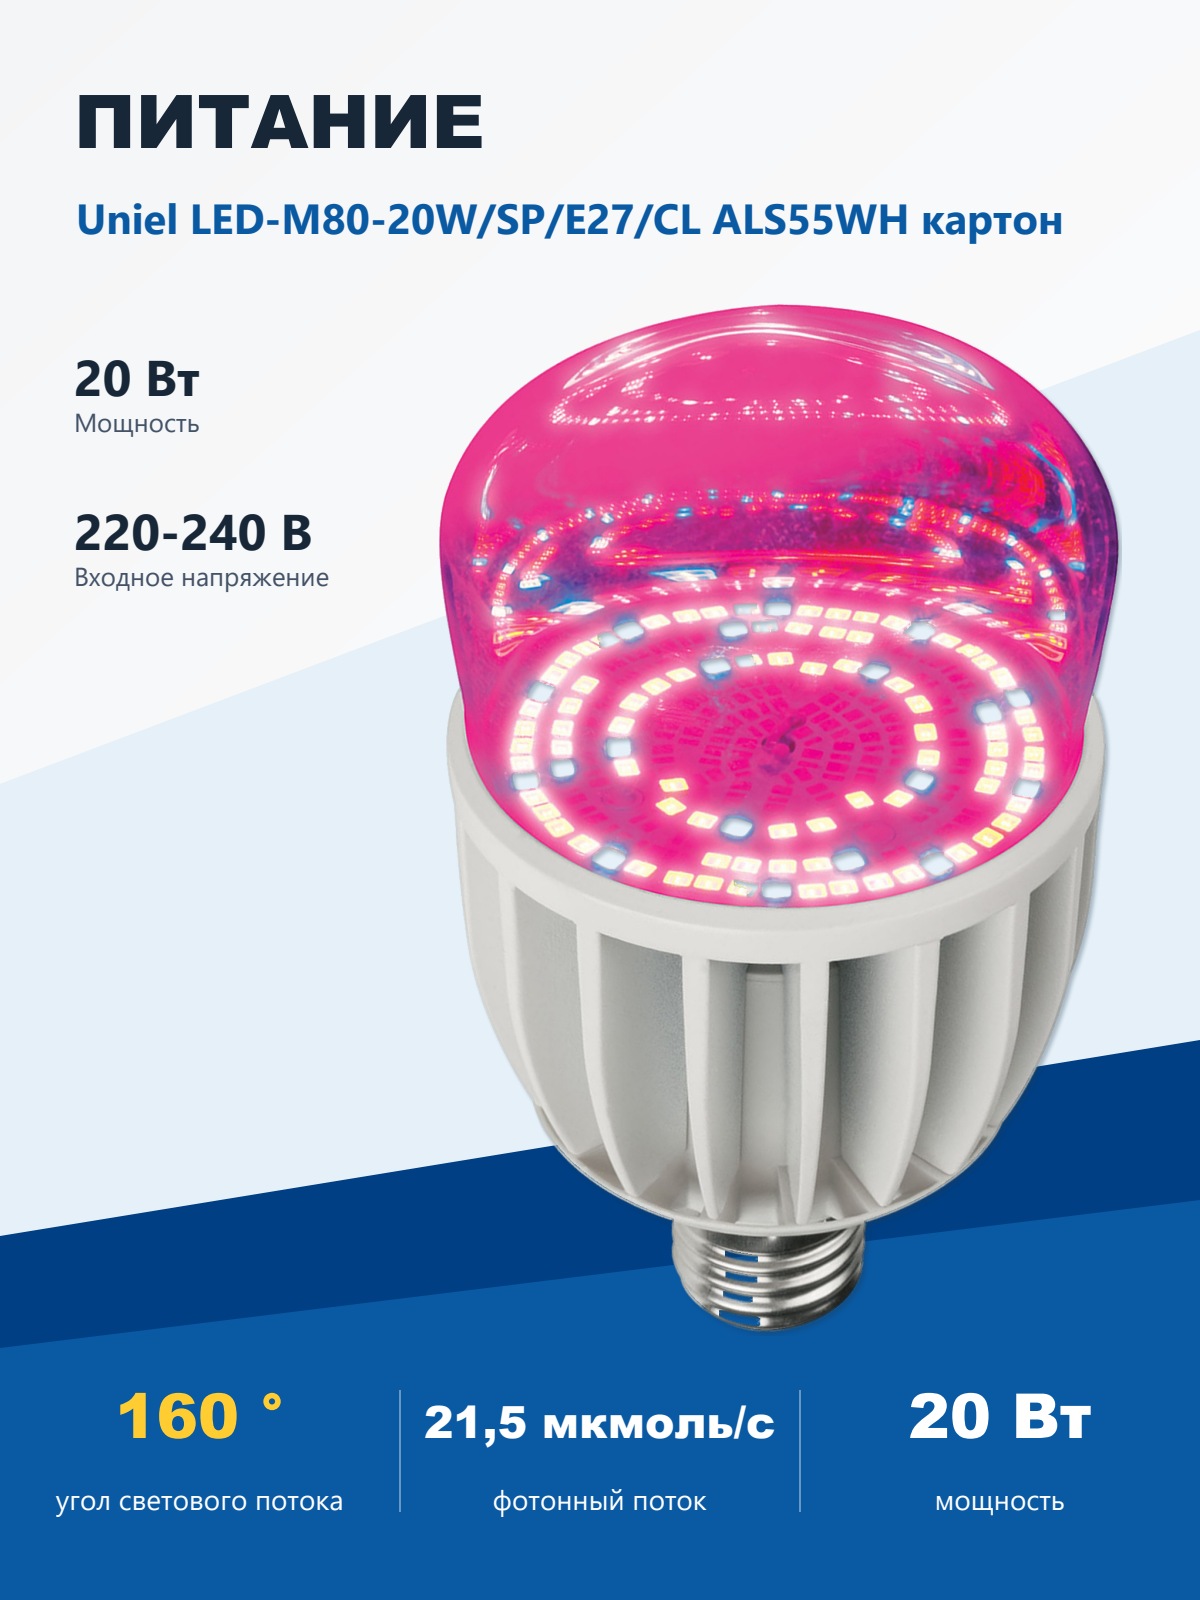 ПИТАНИЕ
Uniel LED-M80-20W/SP/E27/CL ALS55WH картон
20 Вт
Мощность
220-240 В
Входное напряжение
160 °
угол светового потока
21,5 мкмоль/с
фотонный поток
20 Вт
мощность